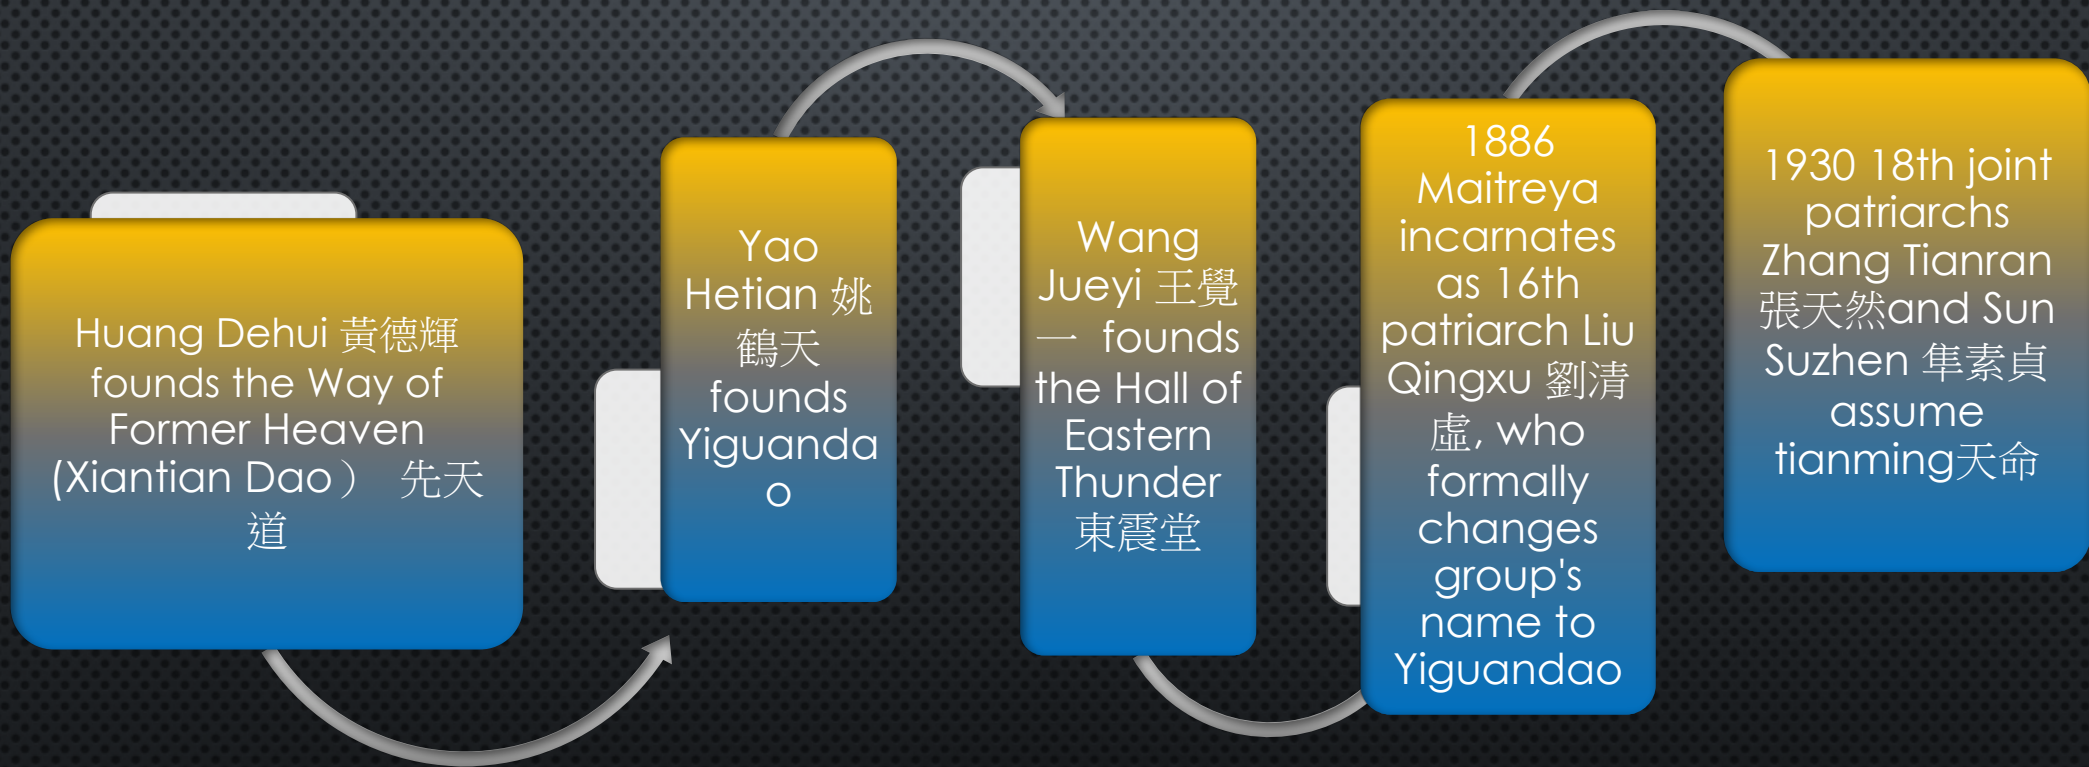 Huang Dehui 黃德輝
founds the Way of
Former Heaven
(Xiantian Dao） 先天
道
Yao
Hetian 姚
鶴天
founds
Yiguanda
o
Wang
Jueyi 王覺
一 founds
the Hall of
Eastern
Thunder
東震堂
1886
Maitreya
incarnates
as 16th
patriarch Liu
Qingxu 劉清
虛, who
formally
changes
group's
name to
Yiguandao
1930 18th joint
patriarchs
Zhang Tianran
張天然and Sun
Suzhen 隼素貞
assume
tianming天命